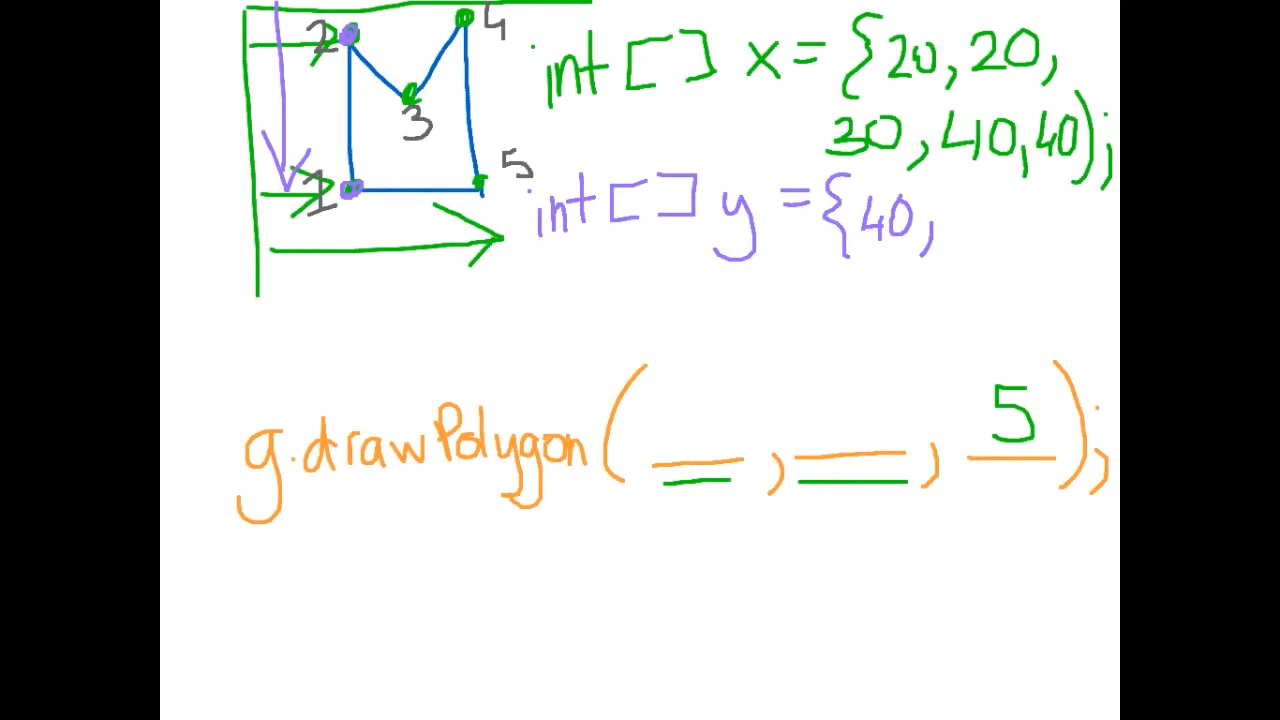 2
4
3
1
5
int [ ] x = {20, 20,
30, 40, 40);
int [ ] y = {40,
g.drawPolygon( __ , __ , 5 );